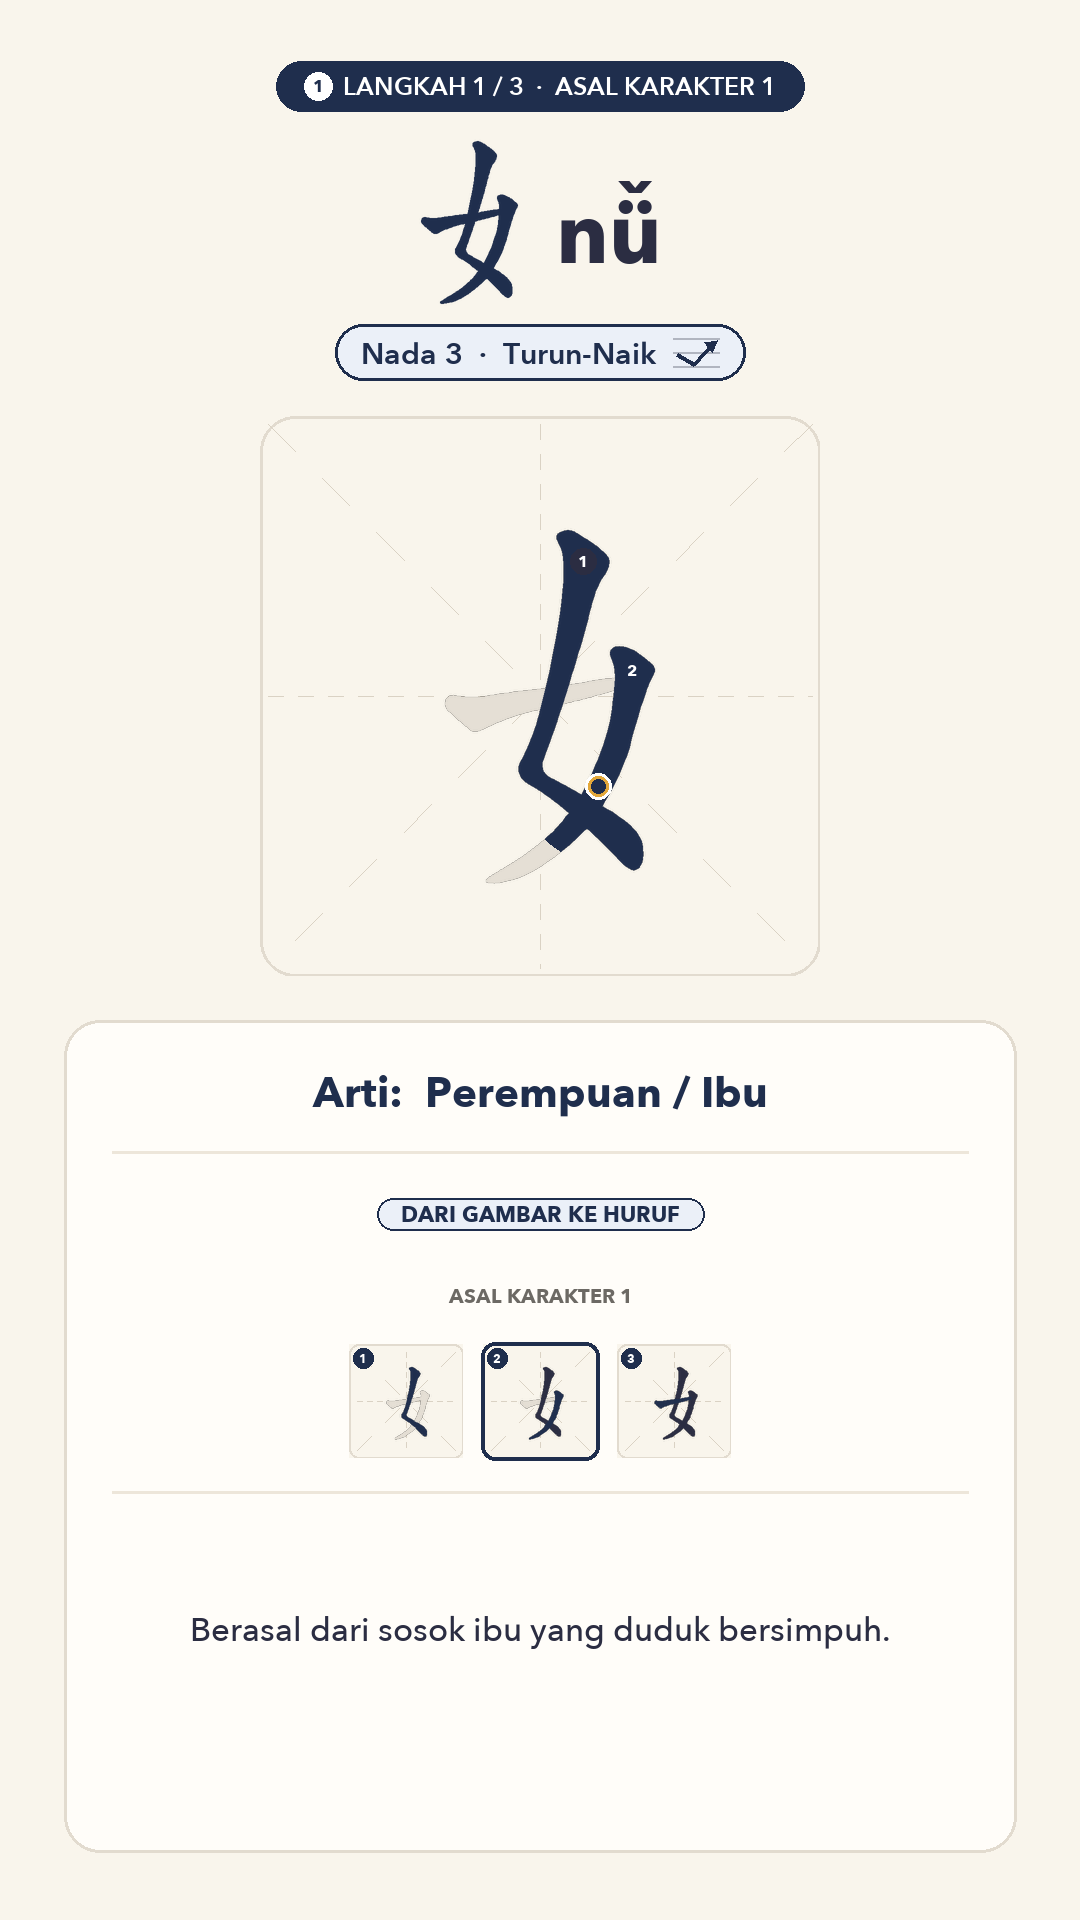 1 LANGKAH 1 / 3 · ASAL KARAKTER 1
女 nǚ
Nada 3 · Turun-Naik
1
2
Arti: Perempuan / Ibu
DARI GAMBAR KE HURUF
ASAL KARAKTER 1
1 2 3
女
Berasal dari sosok ibu yang duduk bersimpuh.